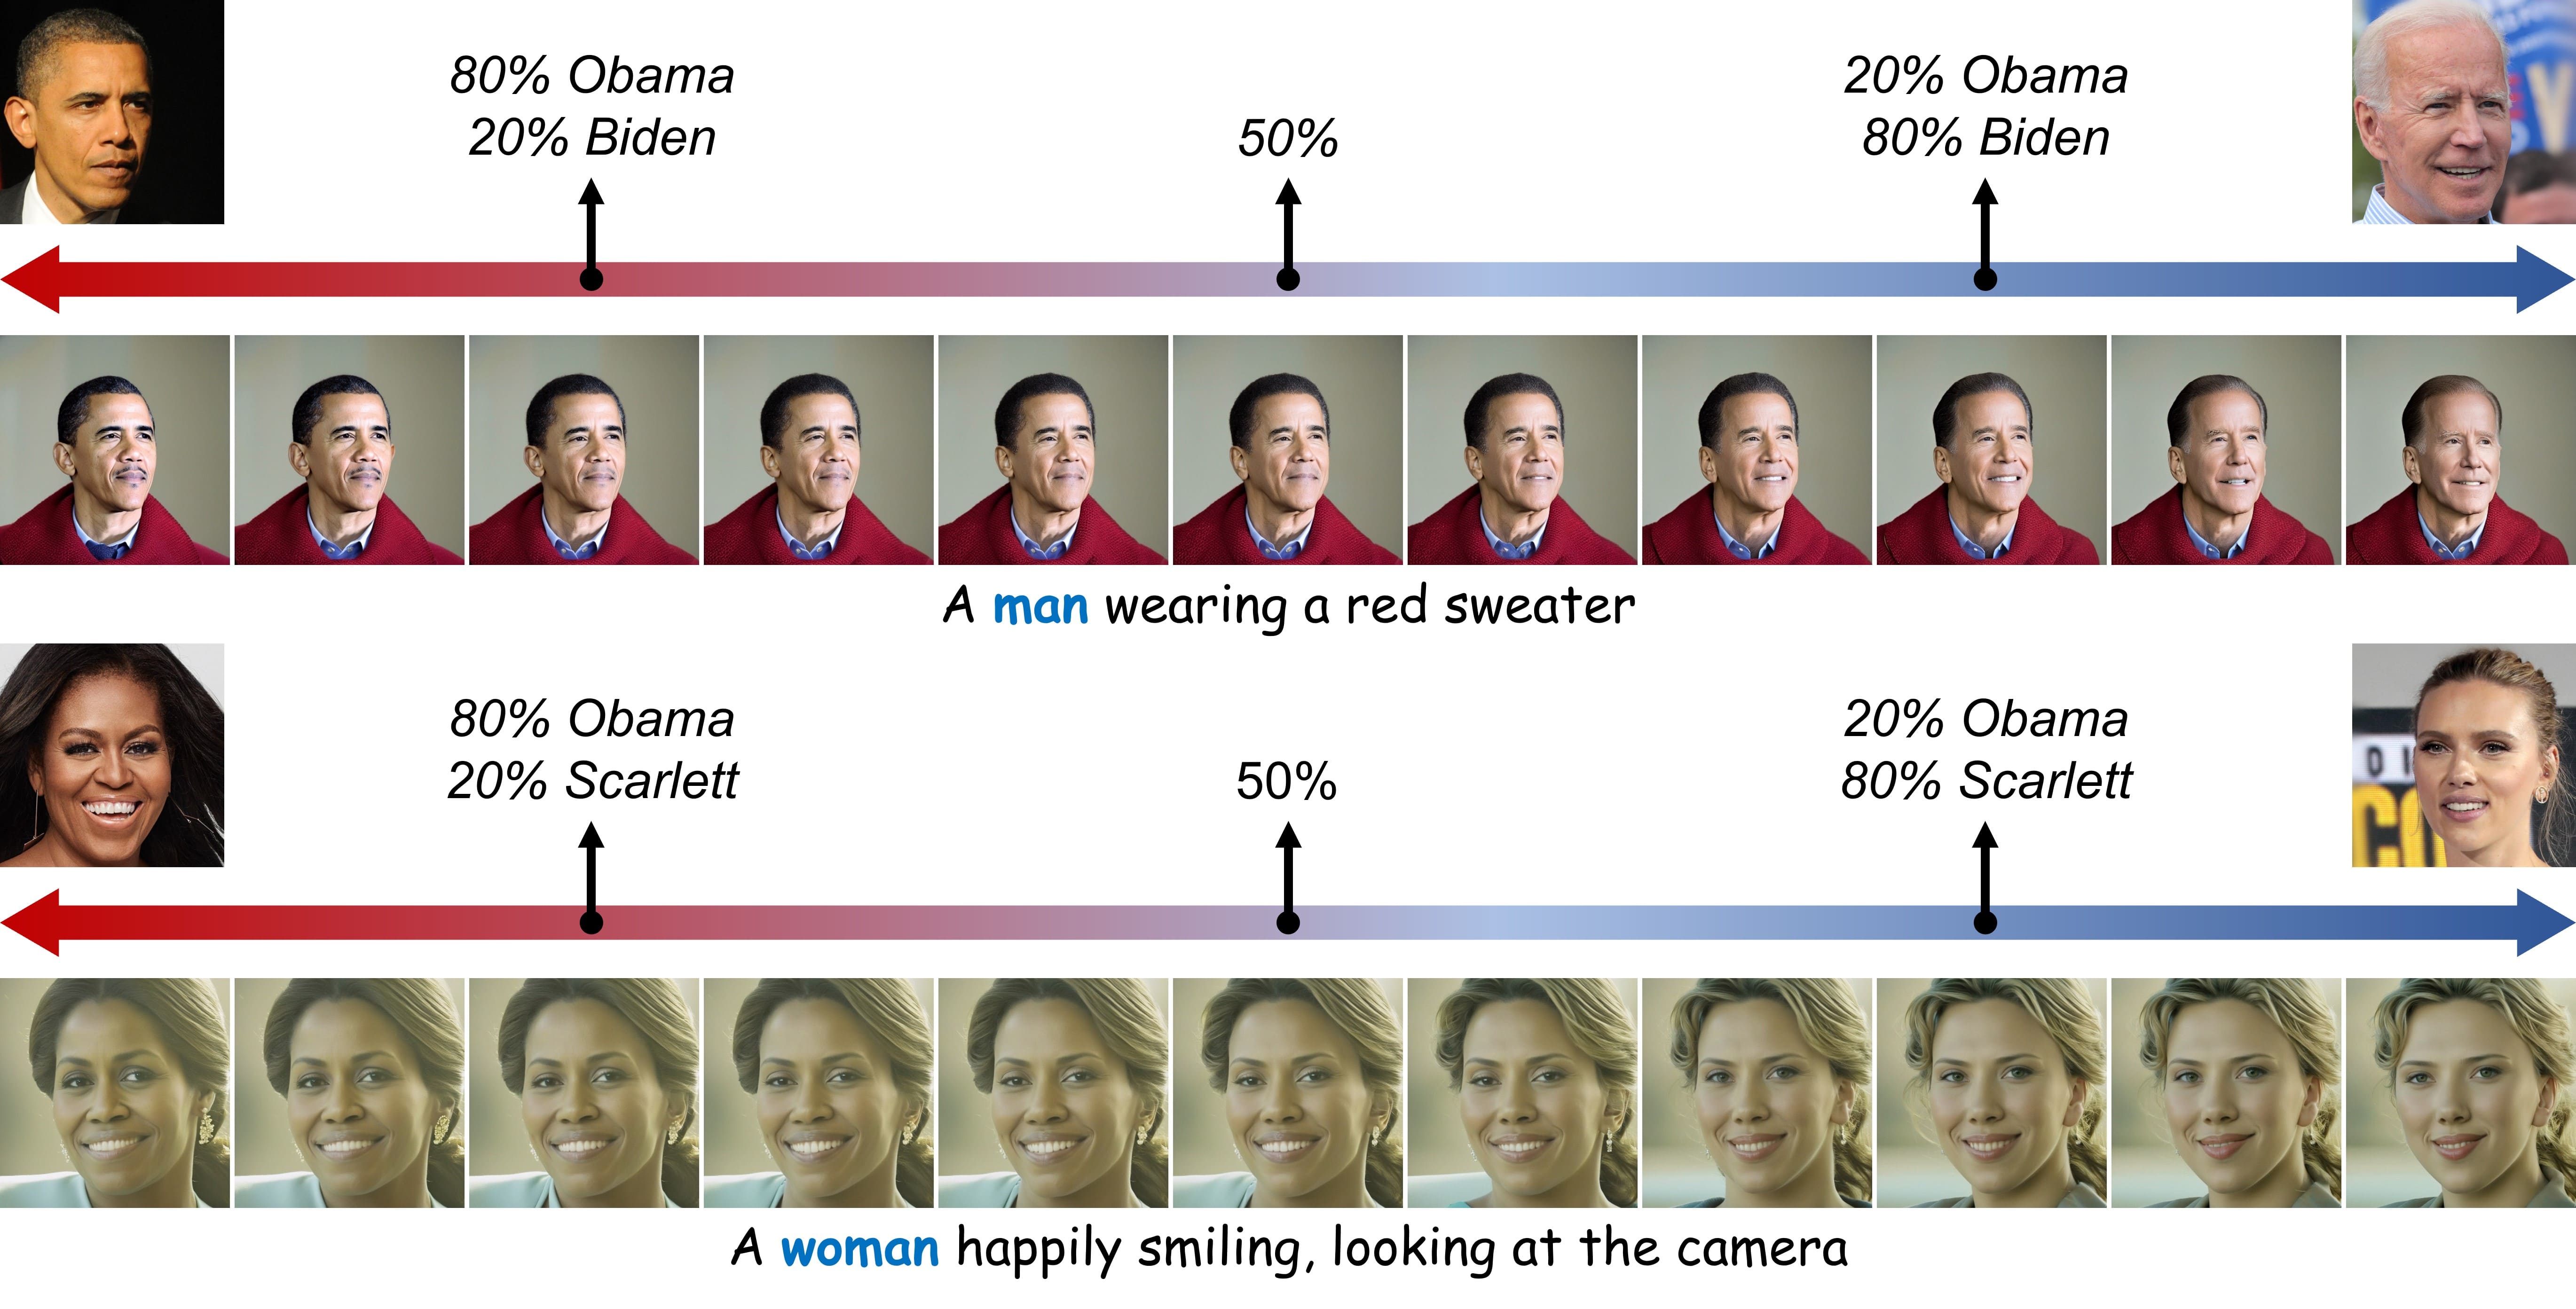 80% Obama
20% Biden
50%
20% Obama
80% Biden
A man wearing a red sweater
80% Obama
20% Scarlett
50%
20% Obama
80% Scarlett
A woman happily smiling, looking at the camera